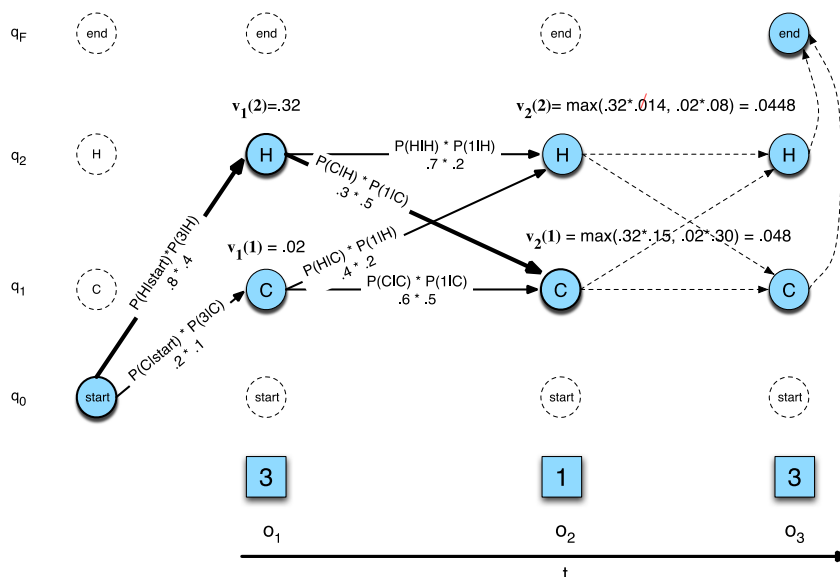 qF end end end end
v1(2)=.32 v2(2)= max(.32*.014, .02*.08) = .0448
q2 H H H H
P(H|H) * P(1|H)
.7 * .2
P(C|H) * P(1|C)
.3 * .5
P(H|start)*P(3|H)
.8 * .4
v1(1) = .02 v2(1) = max(.32*.15, .02*.30) = .048
P(H|C) * P(1|H)
.4 * .2
q1 C C C C
P(C|C) * P(1|C)
.6 * .5
P(C|start) * P(3|C)
.2 * .1
q0 start start start start
3 1 3
o1 o2 o3
t